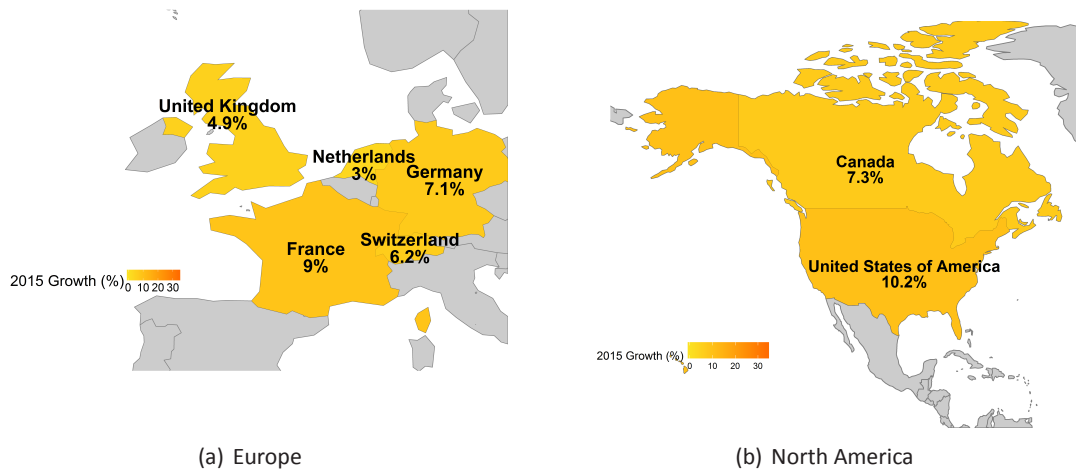 United Kingdom
4.9%
Netherlands
3%
Germany
7.1%
France
9%
Switzerland
6.2%
2015 Growth (%)
0 10 20 30
(a) Europe
Canada
7.3%
United States of America
10.2%
2015 Growth (%)
0 10 20 30
(b) North America